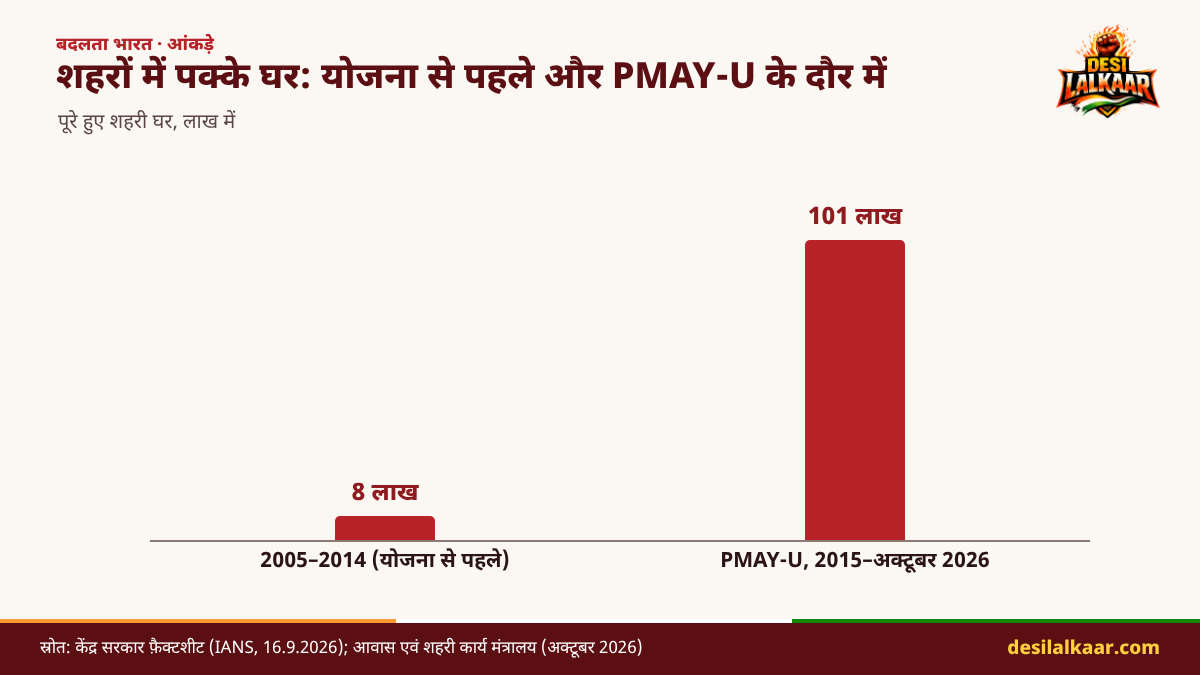 बदलता भारत · आंकड़े
शहरों में पक्के घर: योजना से पहले और PMAY-U के दौर में
पूरे हुए शहरी घर, लाख में
DESI
LALKAAR
101 लाख
8 लाख
2005–2014 (योजना से पहले)
PMAY-U, 2015–अक्टूबर 2026
स्रोत: केंद्र सरकार फ़ैक्टशीट (IANS, 16.9.2026); आवास एवं शहरी कार्य मंत्रालय (अक्टूबर 2026)
desilalkaar.com